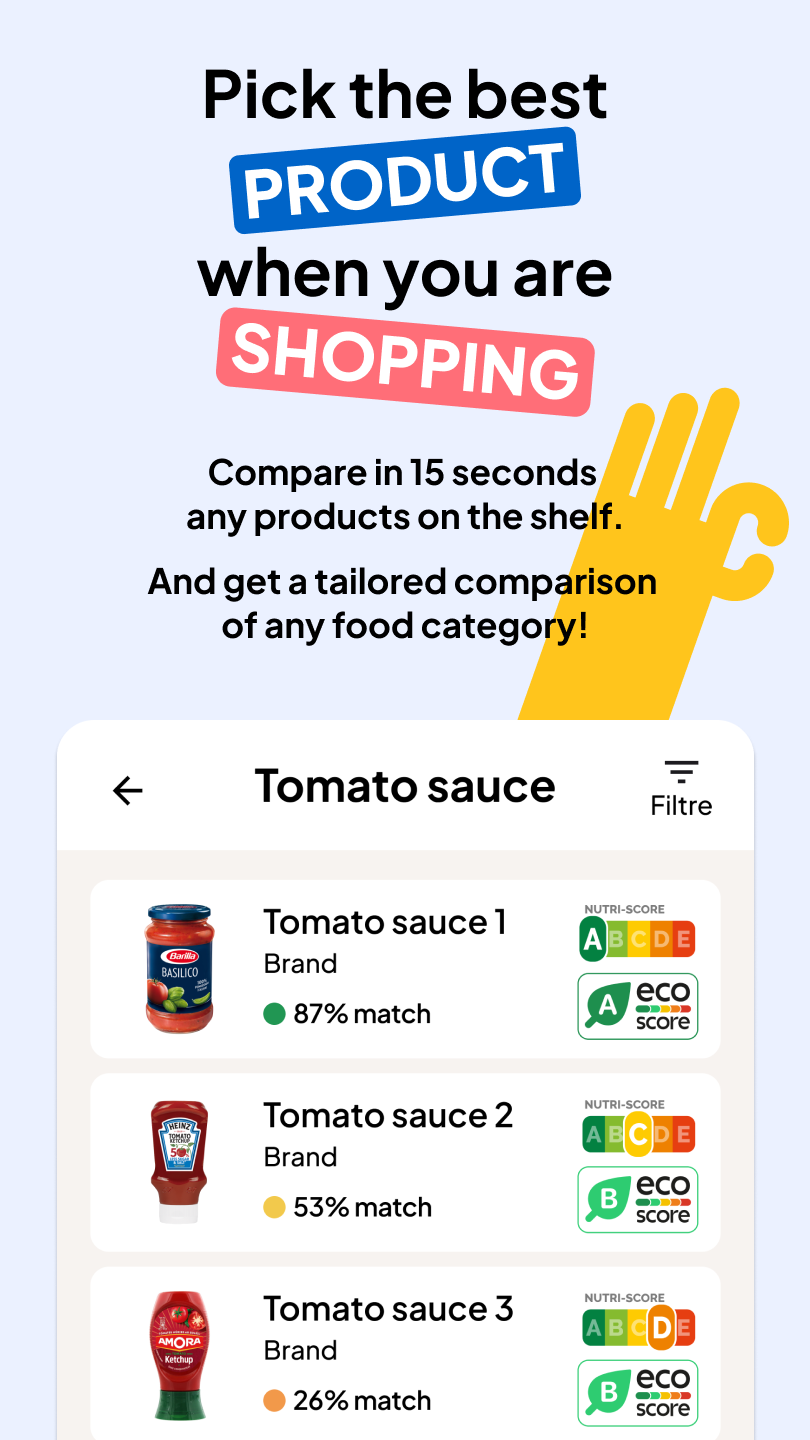 Pick the best
PRODUCT
when you are
SHOPPING
Compare in 15 seconds
any products on the shelf.
And get a tailored comparison
of any food category!
Tomato sauce
Filtre
Barilla
BASILICO
Tomato sauce 1
Brand
87% match
NUTRI-SCORE
A B C D E
A
eco
score
HEINZ
TOMATO
KETCHUP
50%
Tomato sauce 2
Brand
53% match
NUTRI-SCORE
A B C D E
B
eco
score
AMORA
Ketchup
Tomato sauce 3
Brand
26% match
NUTRI-SCORE
A B C D E
B
eco
score